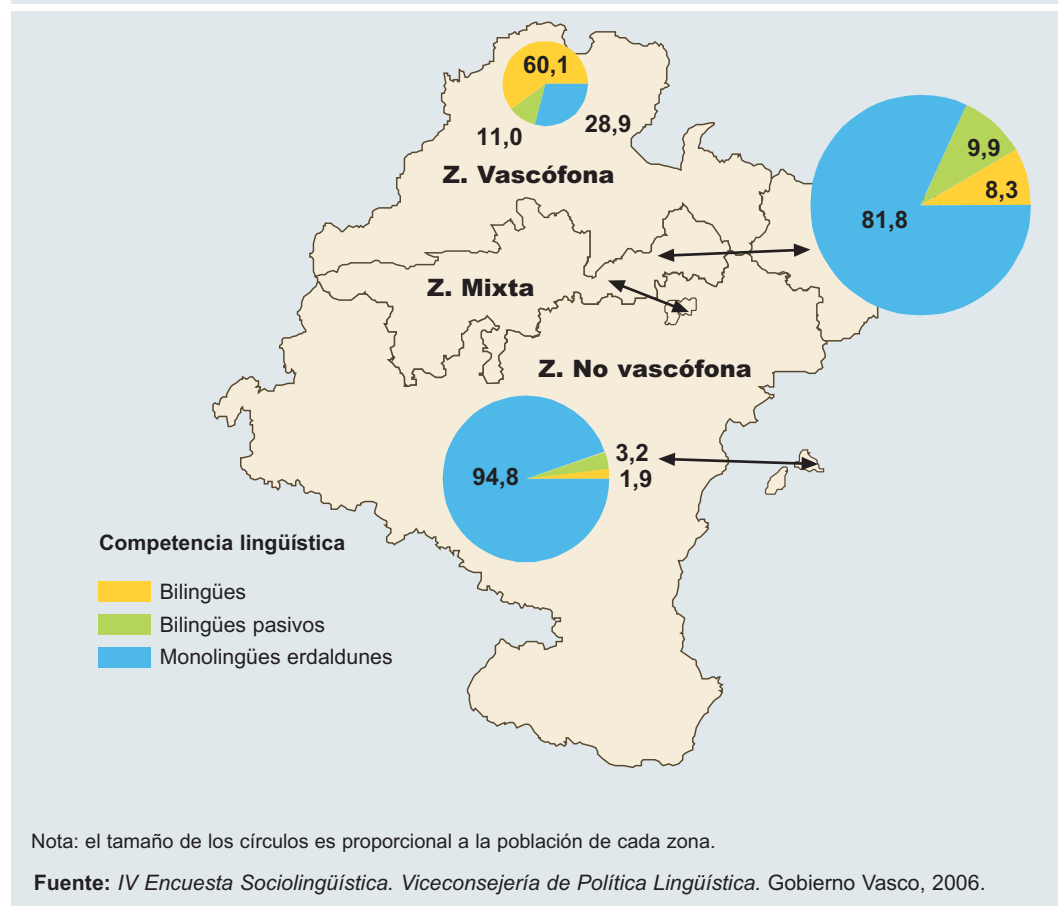 60,1
11,0
28,9
Z. Vascófona
9,9
8,3
81,8
Z. Mixta
Z. No vascófona
94,8
3,2
1,9
Competencia lingüística
Bilingües
Bilingües pasivos
Monolingües erdaldunes
Nota: el tamaño de los círculos es proporcional a la población de cada zona.
Fuente: IV Encuesta Sociolingüística. Viceconsejería de Política Lingüística. Gobierno Vasco, 2006.